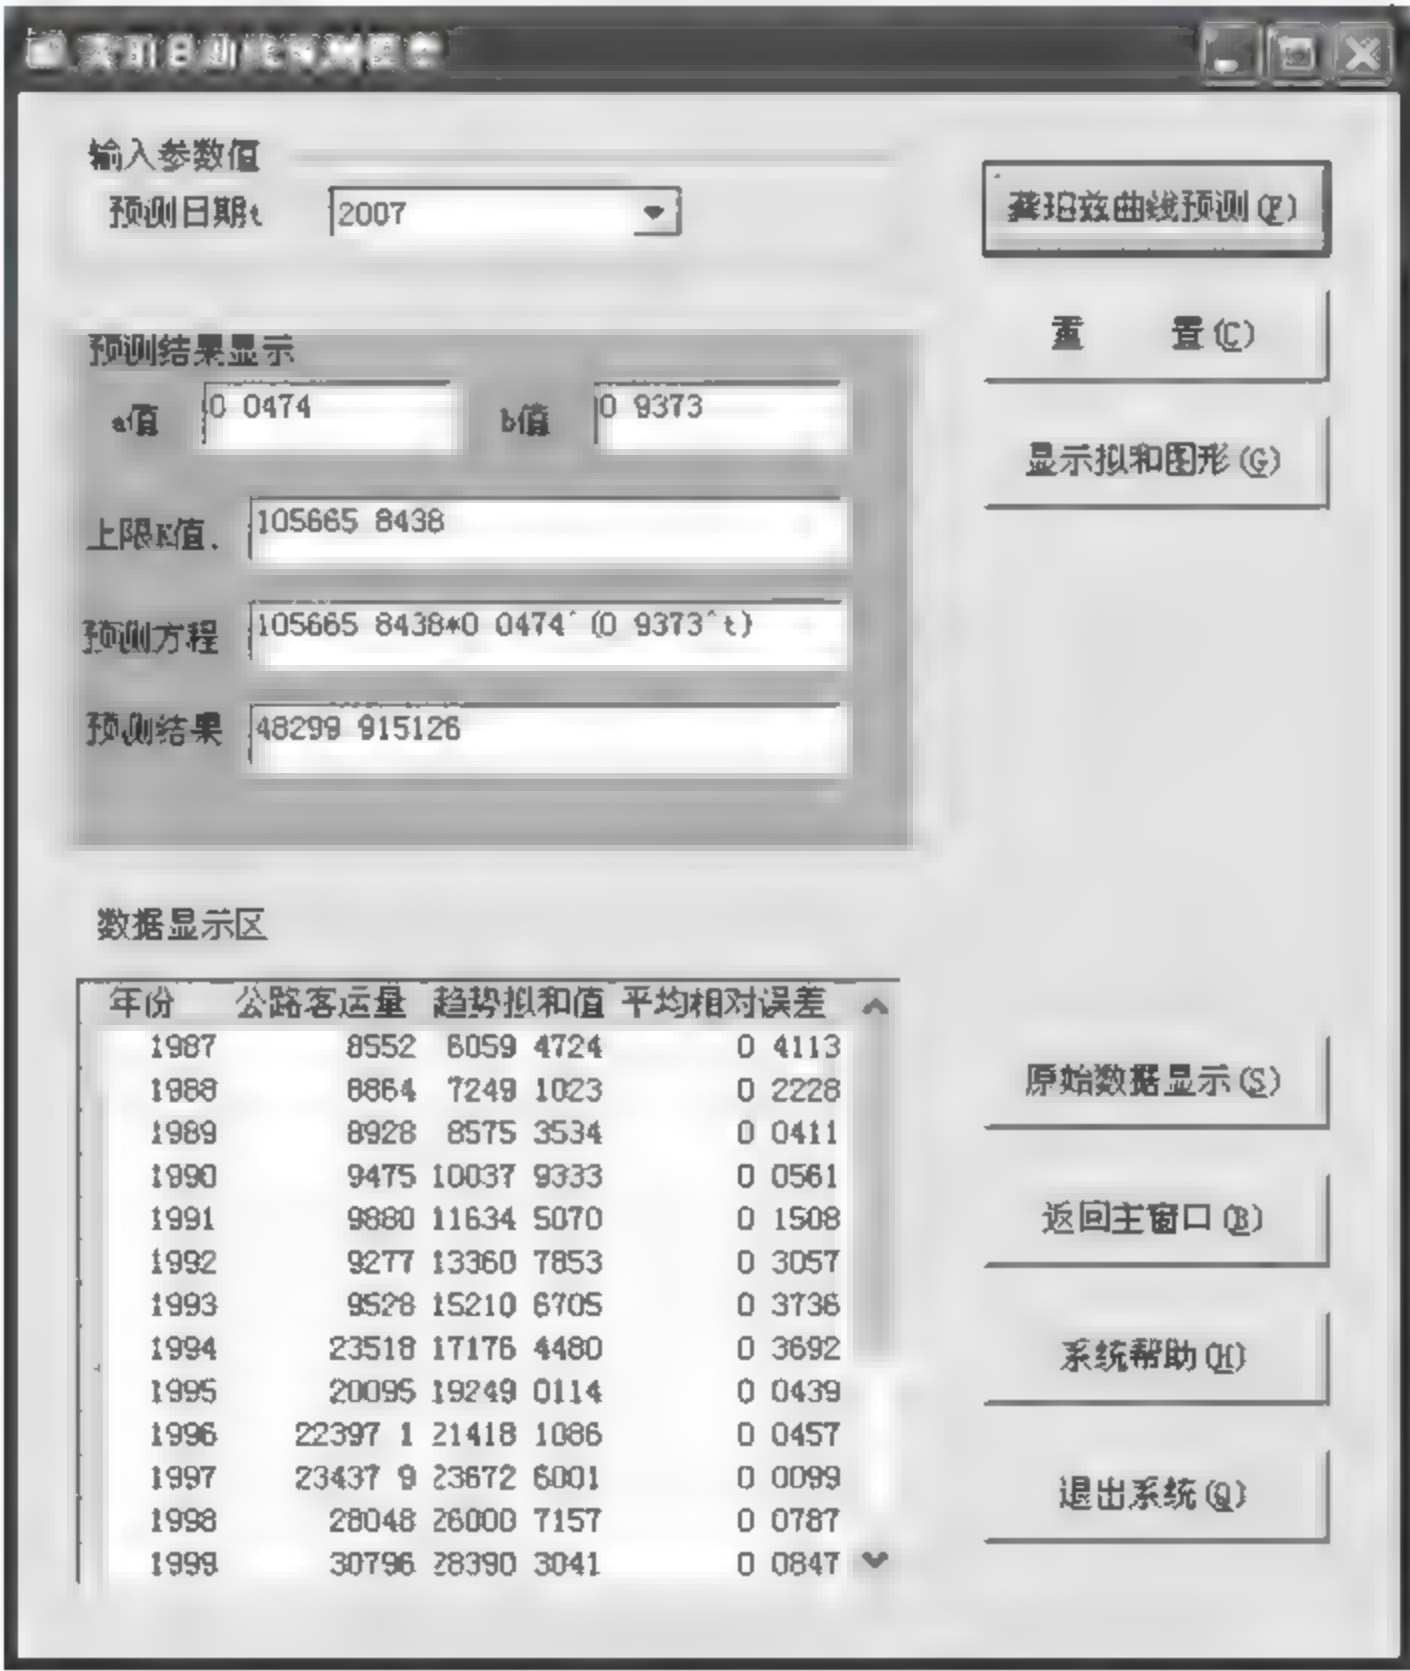 输入参数值
预测日期t 2007
龚珀兹曲线预测(F)
重 置(C)
显示拟和图形(G)
预测结果显示
a值 0 0474 b值 0 9373
上限K值. 105665 8438
预测方程 105665 8438*0 0474^(0 9373^t)
预测结果 48299 915126
数据显示区
年份 公路客运量 趋势拟和值 平均相对误差
1987 8552 6059 4724 0 4113
1988 8864 7249 1023 0 2228
1989 8928 8575 3534 0 0411
1990 9475 10037 9333 0 0561
1991 9880 11634 5070 0 1508
1992 9277 13360 7853 0 3057
1993 9528 15210 6705 0 3736
1994 23518 17176 4480 0 3692
1995 20095 19249 0114 0 0439
1996 22397 1 21418 1086 0 0457
1997 23437 9 23672 6001 0 0099
1998 28048 26000 7157 0 0787
1999 30796 28390 3041 0 0847
原始数据显示(S)
返回主窗口(B)
系统帮助(H)
退出系统(Q)